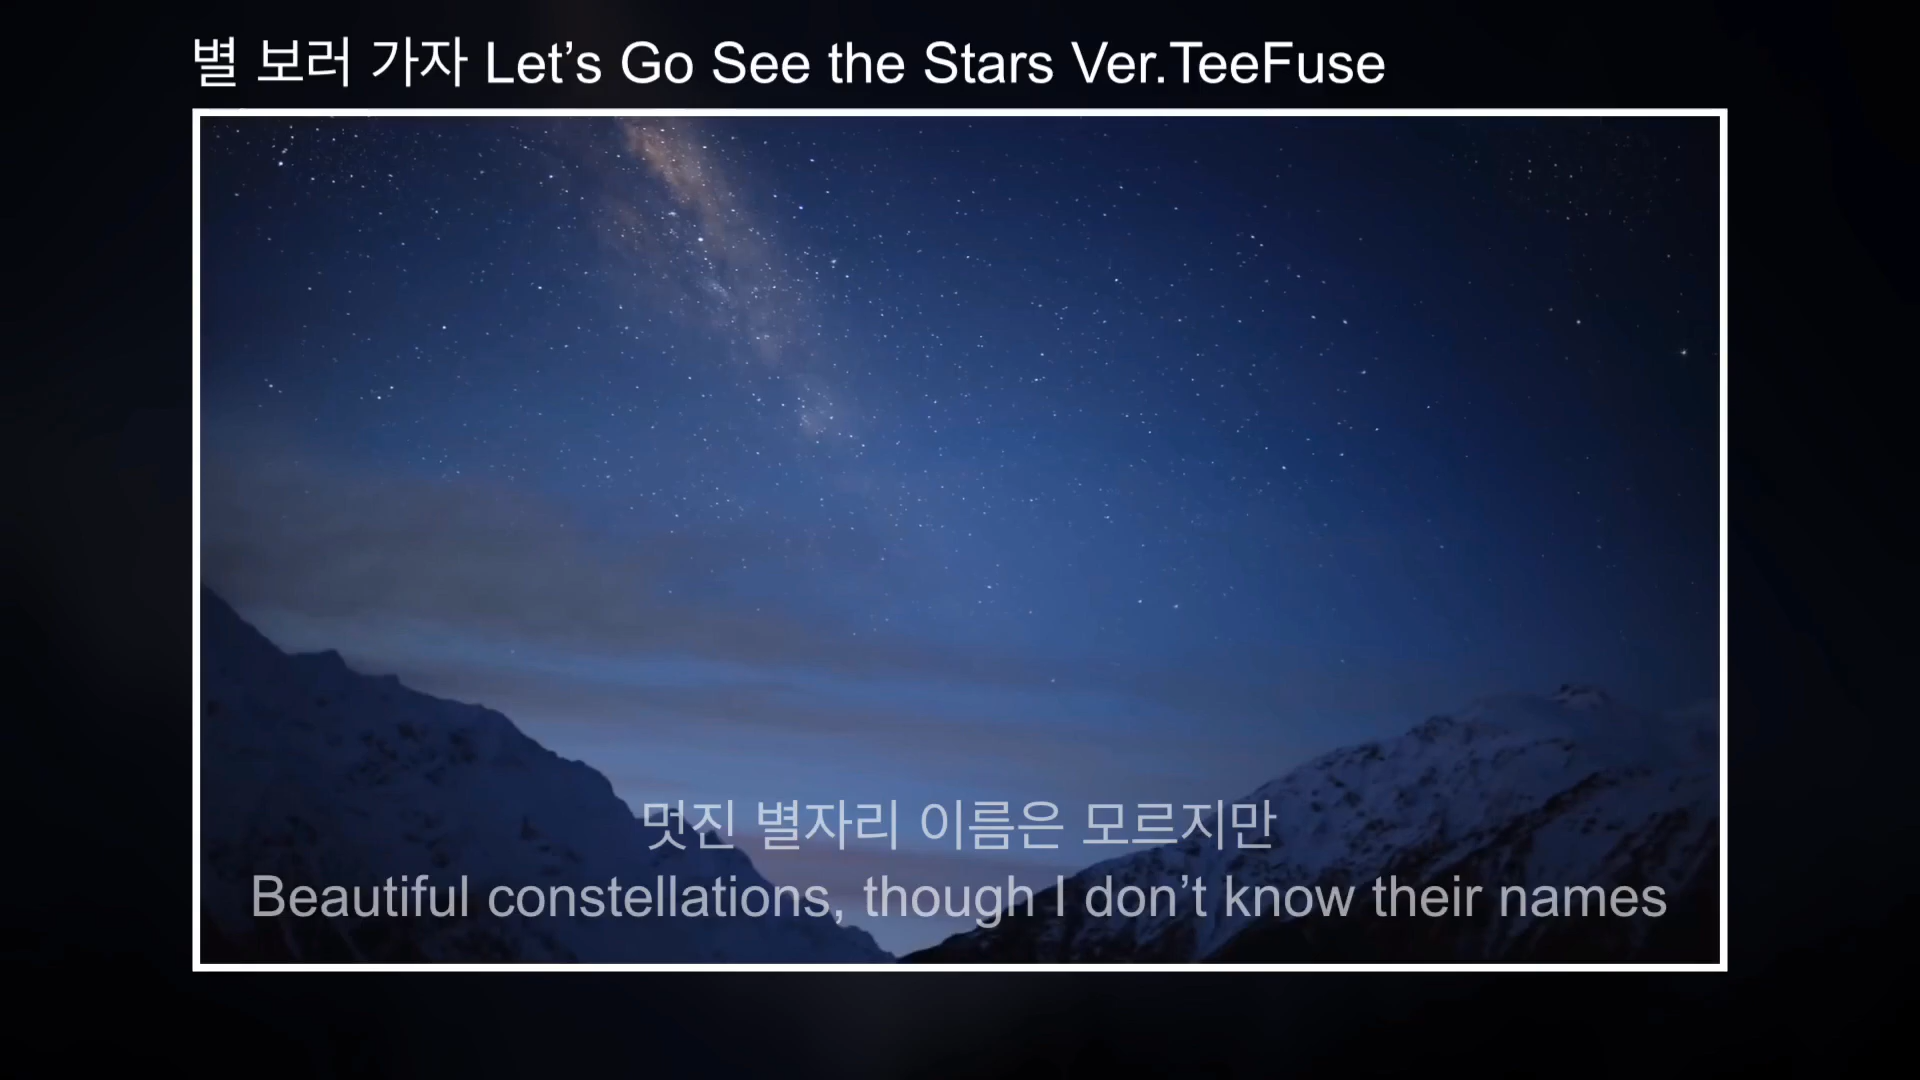 별 보러 가자 Let’s Go See the Stars Ver.TeeFuse
멋진 별자리 이름은 모르지만
Beautiful constellations, though I don’t know their names